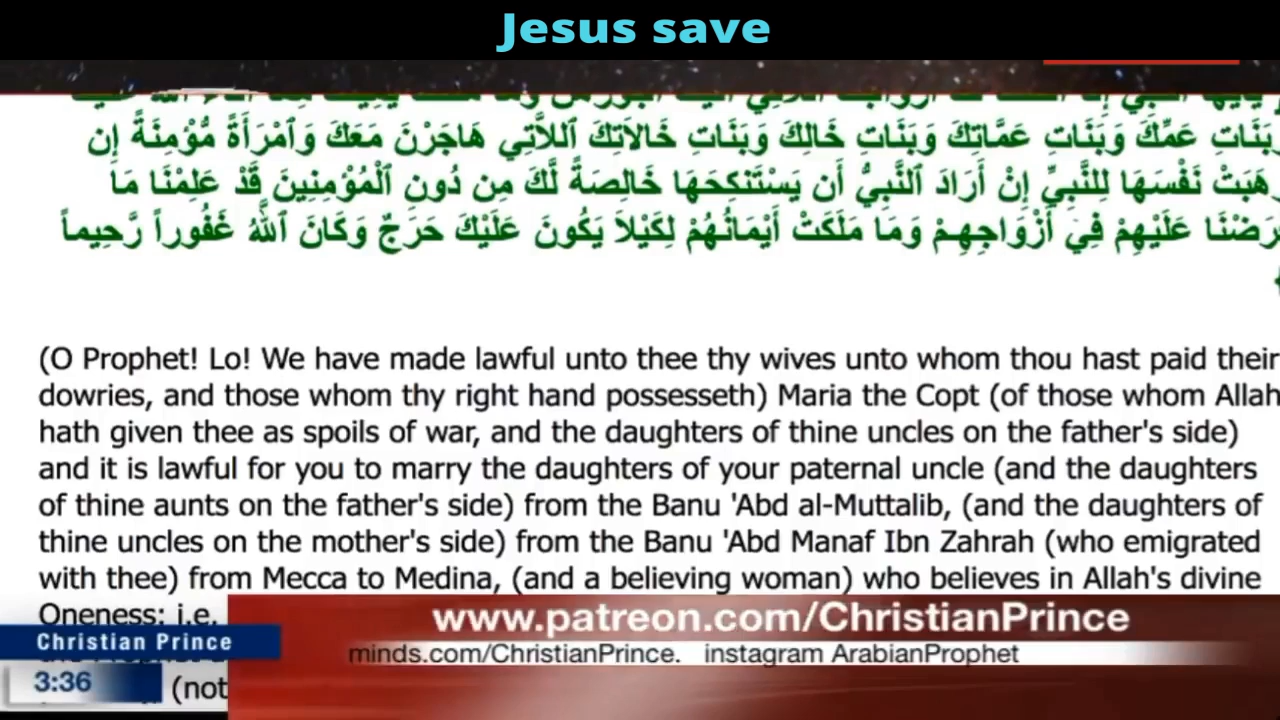 Jesus save
بَنَاتِ عَمِّكَ وَبَنَاتِ عَمَّاتِكَ وَبَنَاتِ خَالِكَ وَبَنَاتِ خَالاَتِكَ ٱللاَّتِي هَاجَرْنَ مَعَكَ وَٱمْرَأَةً مُّؤْمِنَةً إِن
هَبَتْ نَفْسَهَا لِلنَّبِيِّ إِنْ أَرَادَ ٱلنَّبِيُّ أَن يَسْتَنكِحَهَا خَالِصَةً لَّكَ مِن دُونِ ٱلْمُؤْمِنِينَ قَدْ عَلِمْنَا مَا
رَضْنَا عَلَيْهِمْ فِيۤ أَزْوَاجِهِمْ وَمَا مَلَكَتْ أَيْمَانُهُمْ لِكَيْلاَ يَكُونَ عَلَيْكَ حَرَجٌ وَكَانَ ٱللَّهُ غَفُوراً رَّحِيماً
(O Prophet! Lo! We have made lawful unto thee thy wives unto whom thou hast paid their
dowries, and those whom thy right hand possesseth) Maria the Copt (of those whom Allah
hath given thee as spoils of war, and the daughters of thine uncles on the father's side)
and it is lawful for you to marry the daughters of your paternal uncle (and the daughters
of thine aunts on the father's side) from the Banu 'Abd al-Muttalib, (and the daughters of
thine uncles on the mother's side) from the Banu 'Abd Manaf Ibn Zahrah (who emigrated
with thee) from Mecca to Medina, (and a believing woman) who believes in Allah's divine
Oneness: i.e.
www.patreon.com/ChristianPrince
Christian Prince
minds.com/ChristianPrince. instagram ArabianProphet
3:36
(not